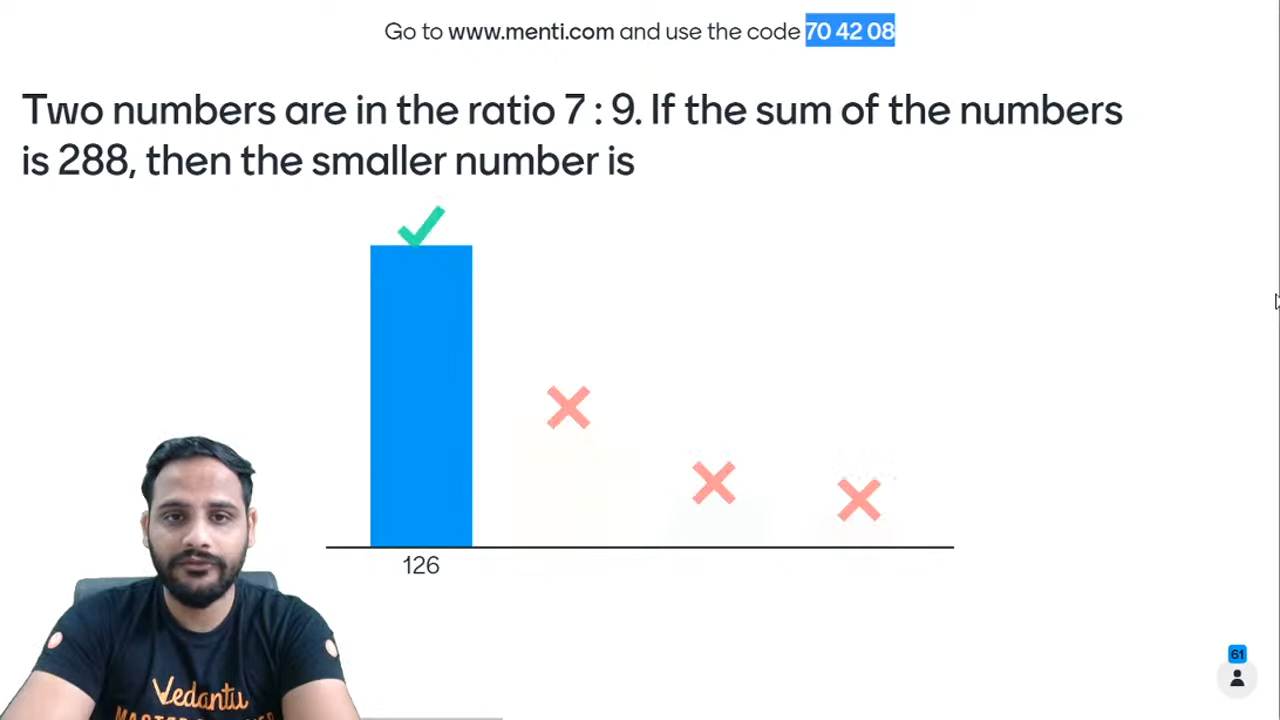 Go to www.menti.com and use the code 70 42 08
Two numbers are in the ratio 7 : 9. If the sum of the numbers
is 288, then the smaller number is
126
61
Vedantu